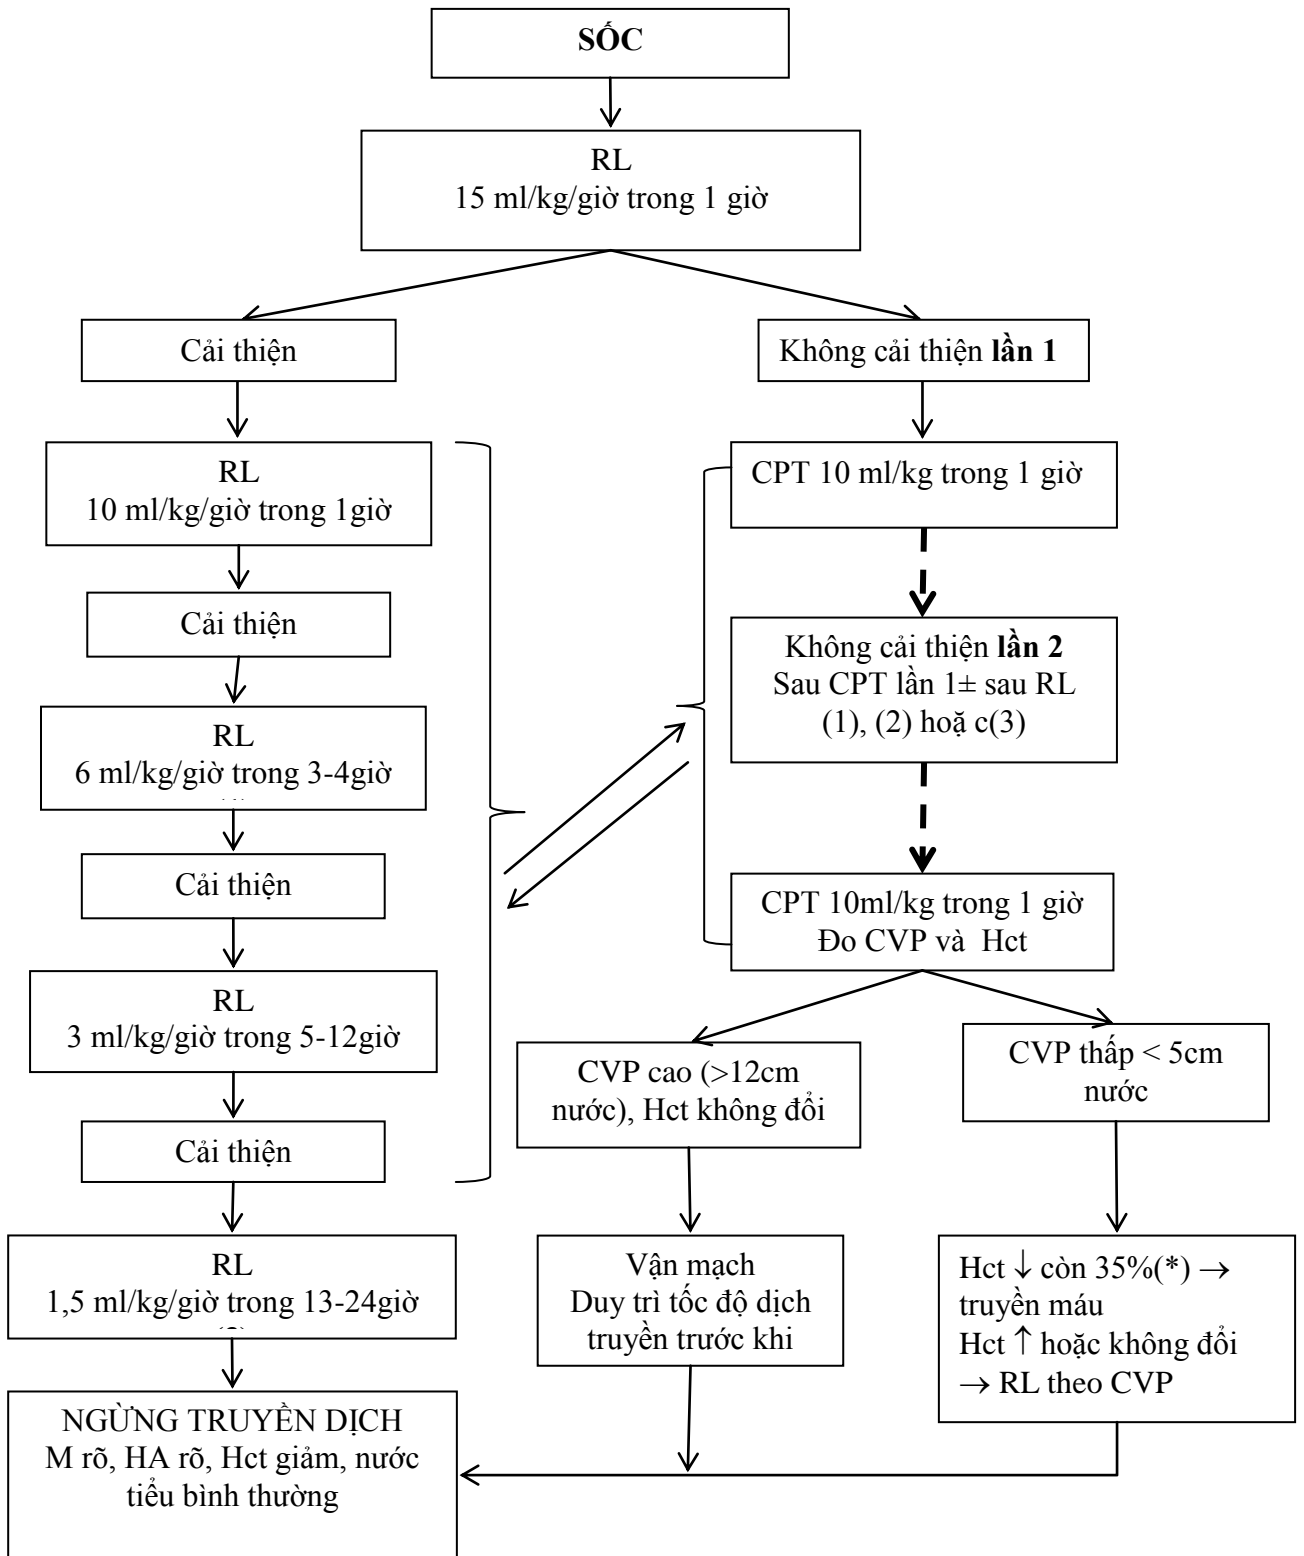 SỐC
RL
15 ml/kg/giờ trong 1 giờ
Cải thiện
Không cải thiện lần 1
RL
10 ml/kg/giờ trong 1giờ
CPT 10 ml/kg trong 1 giờ
Cải thiện
Không cải thiện lần 2
Sau CPT lần 1± sau RL
(1), (2) hoặ c(3)
RL
6 ml/kg/giờ trong 3-4giờ
Cải thiện
CPT 10ml/kg trong 1 giờ
Đo CVP và Hct
RL
3 ml/kg/giờ trong 5-12giờ
CVP cao (>12cm
nước), Hct không đổi
CVP thấp < 5cm
nước
Cải thiện
RL
1,5 ml/kg/giờ trong 13-24giờ
Vận mạch
Duy trì tốc độ dịch
truyền trước khi
Hct ↓ còn 35%(*) →
truyền máu
Hct ↑ hoặc không đổi
→ RL theo CVP
NGỪNG TRUYỀN DỊCH
M rõ, HA rõ, Hct giảm, nước
tiểu bình thường